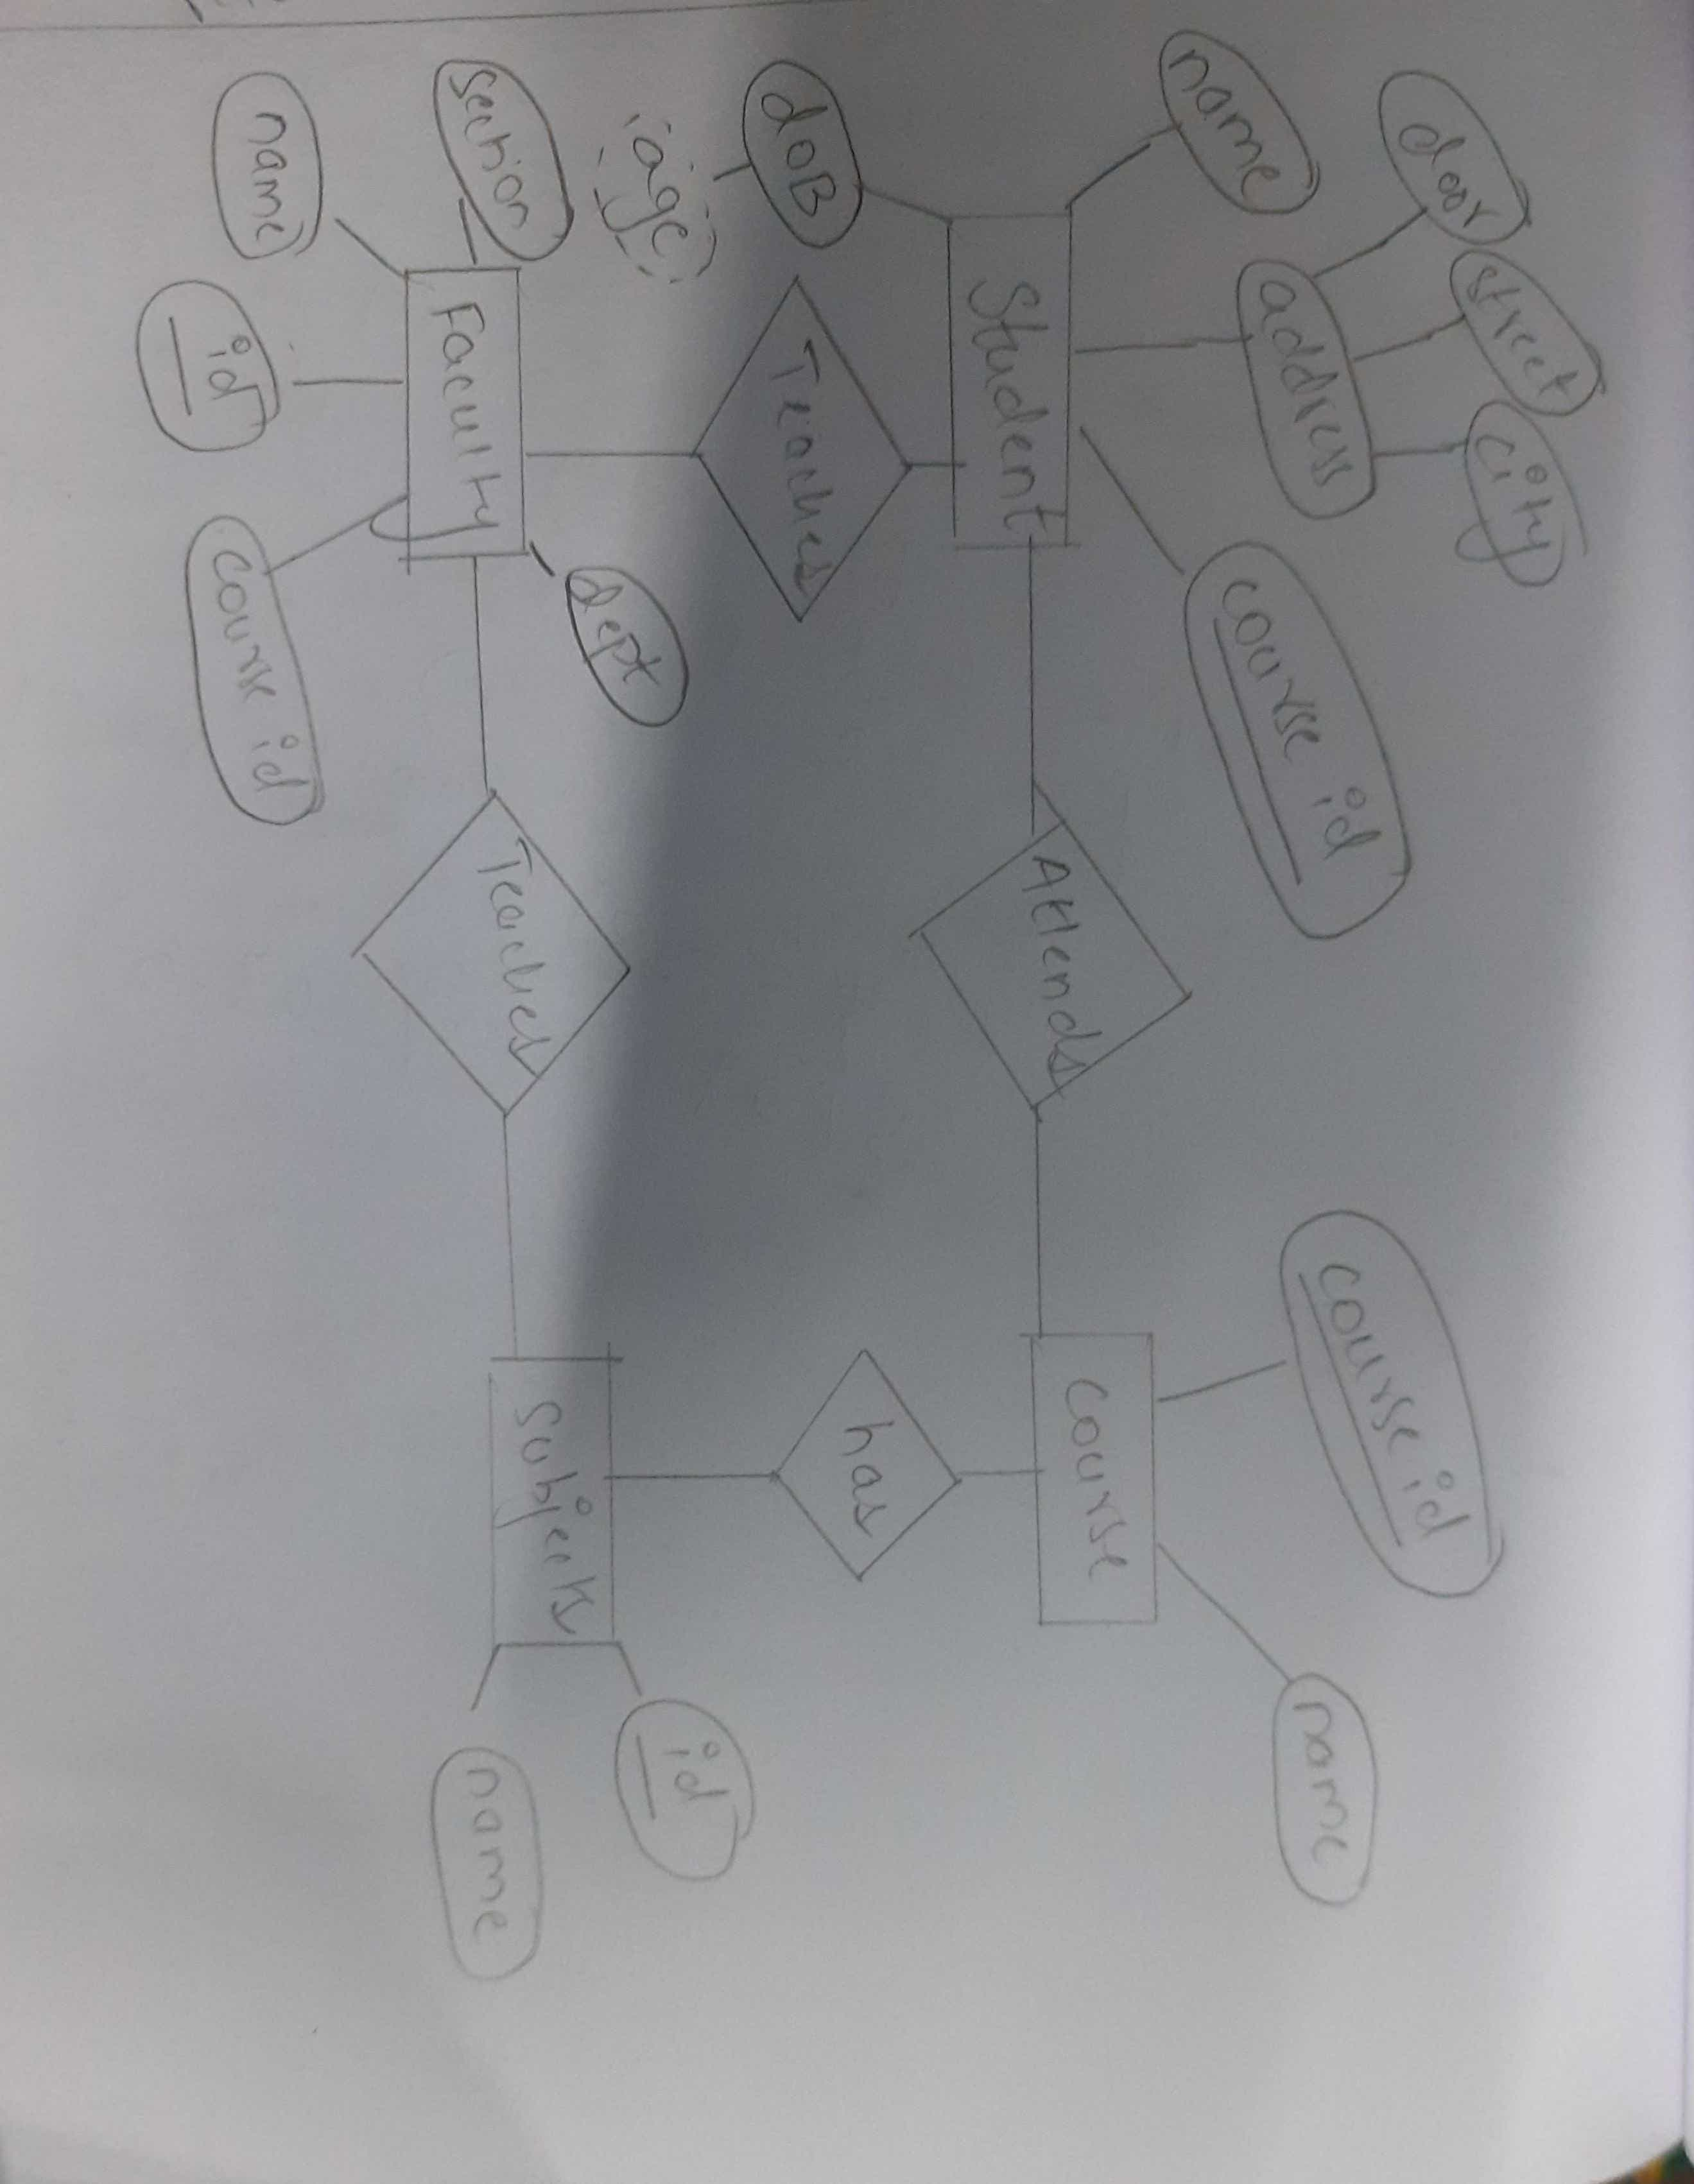 door
street
city
name
address
course id
course id
name
doB
age
Student
Attends
Course
Teaches
has
section
dept
name
Faculty
Teaches
Subjects
id
id
course id
name